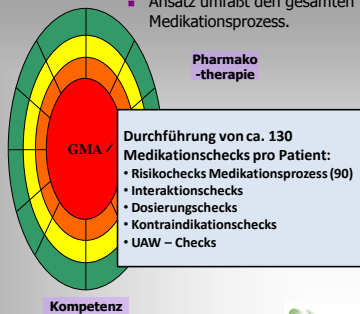 ▪ Ansatz umfaßt den gesamten
Medikationsprozess.
Pharmako
-therapie
GMA
Durchführung von ca. 130
Medikationschecks pro Patient:
• Risikochecks Medikationsprozess (90)
• Interaktionschecks
• Dosierungschecks
• Kontraindikationschecks
• UAW – Checks
Kompetenz